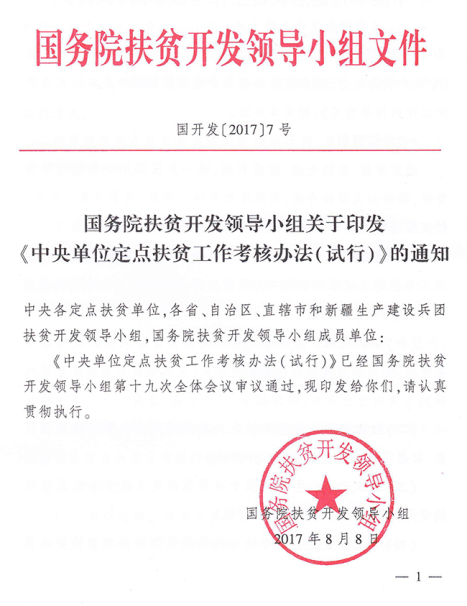 国务院扶贫开发领导小组文件
国开发〔2017〕7号
国务院扶贫开发领导小组关于印发
《中央单位定点扶贫工作考核办法(试行)》的通知
中央各定点扶贫单位,各省、自治区、直辖市和新疆生产建设兵团
扶贫开发领导小组,国务院扶贫开发领导小组成员单位:
《中央单位定点扶贫工作考核办法(试行)》已经国务院扶贫
开发领导小组第十九次全体会议审议通过,现印发给你们,请认真
贯彻执行。
国务院扶贫开发领导小组
国务院扶贫开发领导小组
2017年8月8日
— 1 —